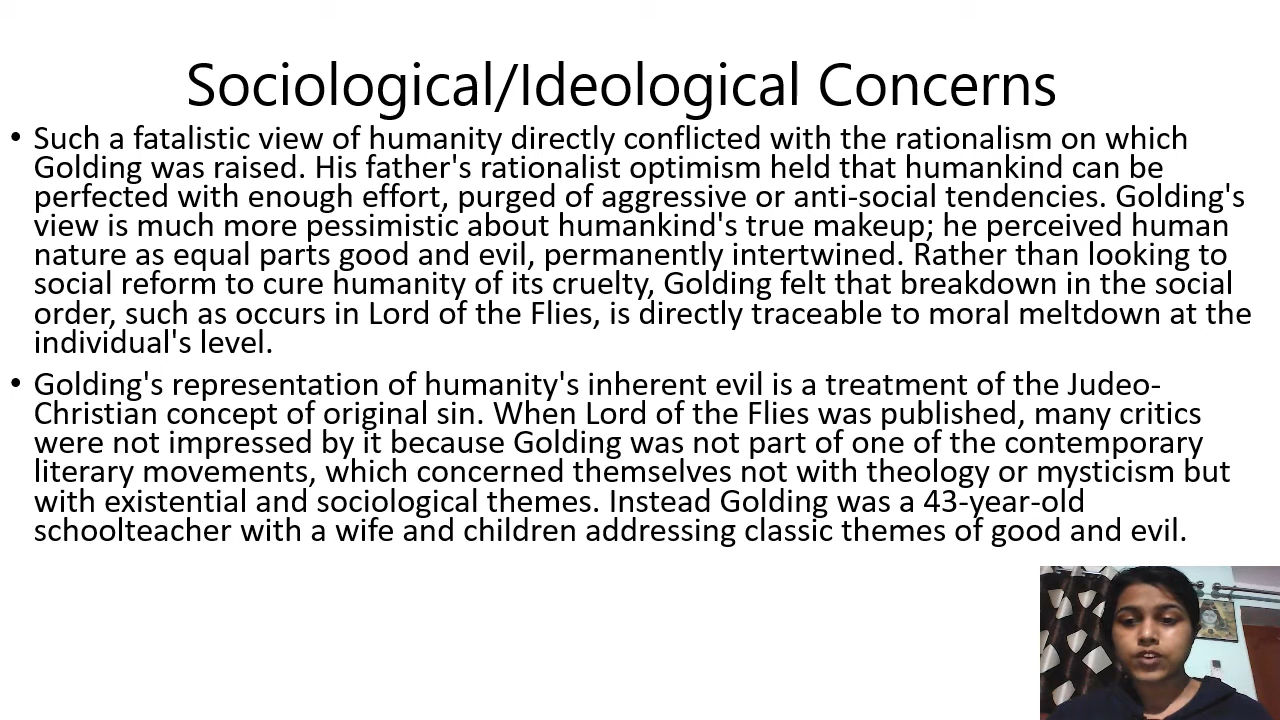 Sociological/Ideological Concerns
• Such a fatalistic view of humanity directly conflicted with the rationalism on which
Golding was raised. His father's rationalist optimism held that humankind can be
perfected with enough effort, purged of aggressive or anti-social tendencies. Golding's
view is much more pessimistic about humankind's true makeup; he perceived human
nature as equal parts good and evil, permanently intertwined. Rather than looking to
social reform to cure humanity of its cruelty, Golding felt that breakdown in the social
order, such as occurs in Lord of the Flies, is directly traceable to moral meltdown at the
individual's level.
• Golding's representation of humanity's inherent evil is a treatment of the Judeo-
Christian concept of original sin. When Lord of the Flies was published, many critics
were not impressed by it because Golding was not part of one of the contemporary
literary movements, which concerned themselves not with theology or mysticism but
with existential and sociological themes. Instead Golding was a 43-year-old
schoolteacher with a wife and children addressing classic themes of good and evil.